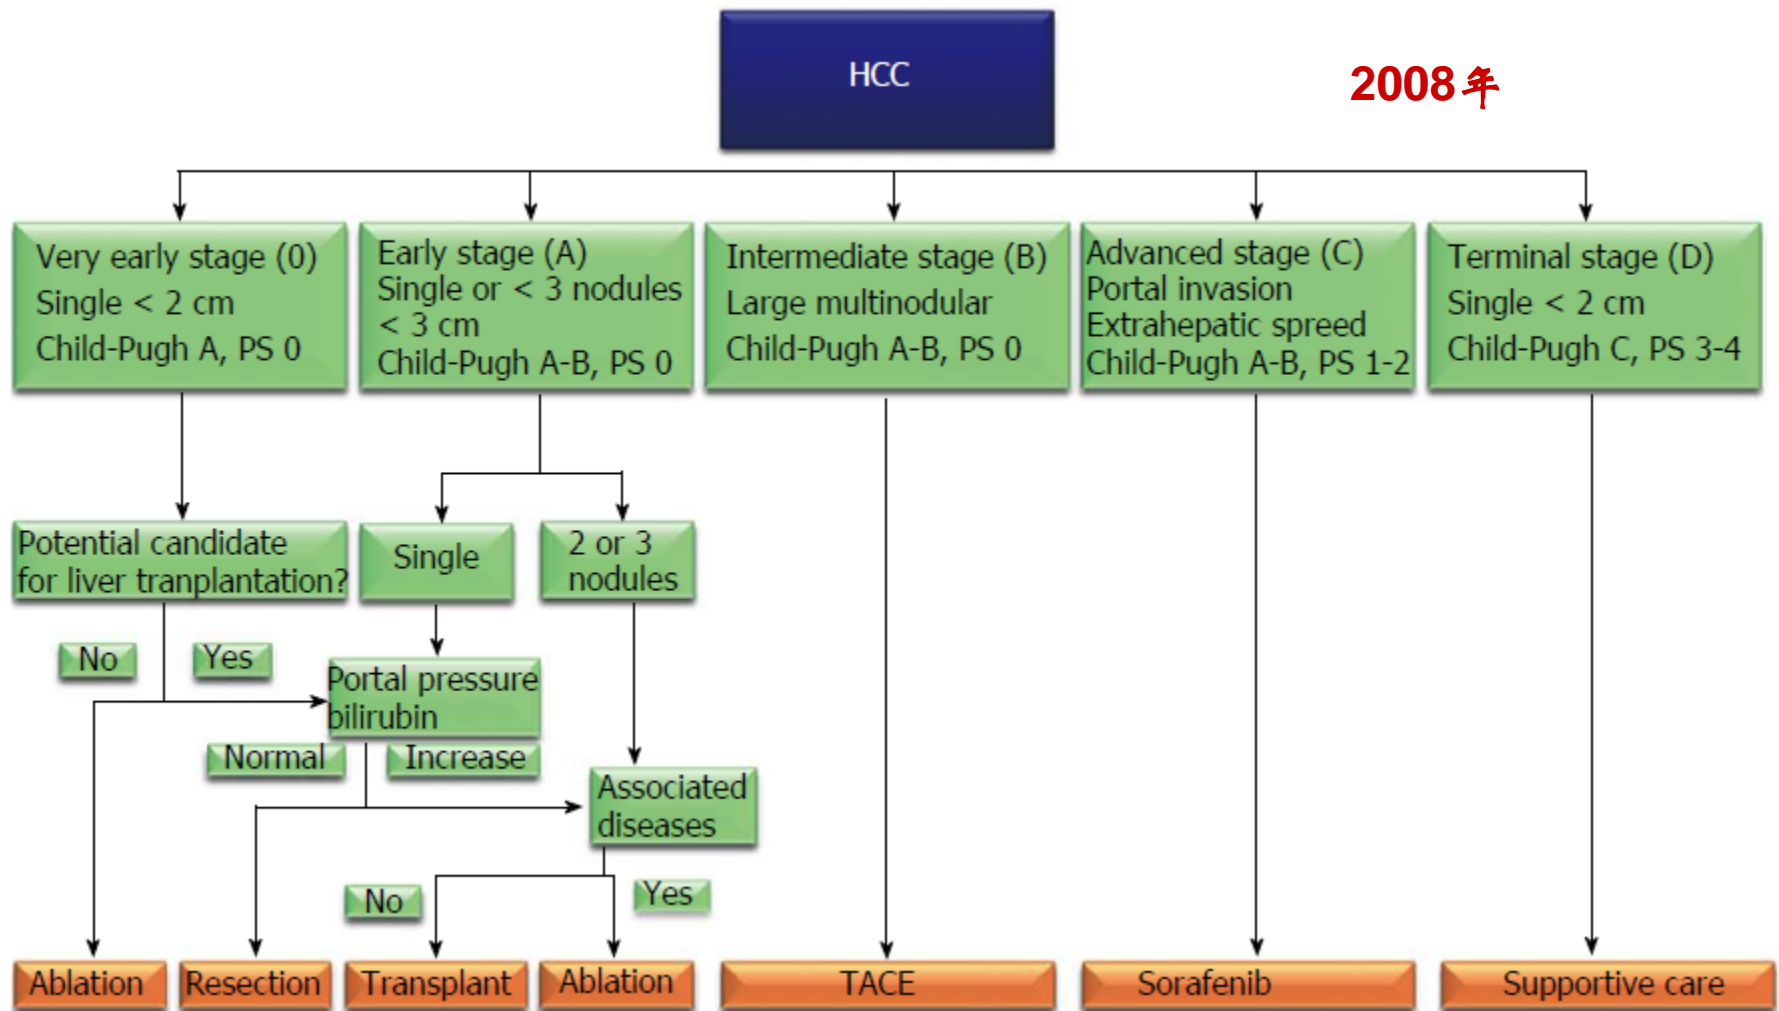 HCC
2008年
Very early stage (0)
Single < 2 cm
Child-Pugh A, PS 0
Early stage (A)
Single or < 3 nodules
< 3 cm
Child-Pugh A-B, PS 0
Intermediate stage (B)
Large multinodular
Child-Pugh A-B, PS 0
Advanced stage (C)
Portal invasion
Extrahepatic spreed
Child-Pugh A-B, PS 1-2
Terminal stage (D)
Single < 2 cm
Child-Pugh C, PS 3-4
Potential candidate
for liver tranplantation?
Single
2 or 3
nodules
No
Yes
Portal pressure
bilirubin
Normal
Increase
Associated
diseases
No
Yes
Ablation
Resection
Transplant
Ablation
TACE
Sorafenib
Supportive care